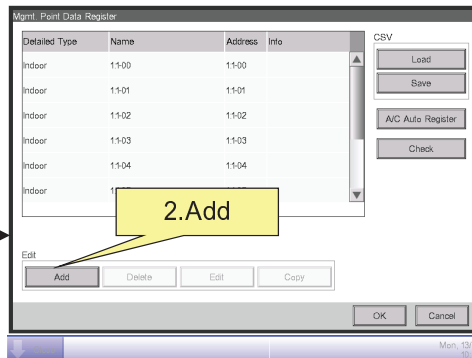 Mgmt. Point Data Register
Detailed Type Name Address Info
Indoor 1:1-00 1:1-00
Indoor 1:1-01 1:1-01
Indoor 1:1-02 1:1-02
Indoor 1:1-03 1:1-03
Indoor 1:1-04 1:1-04
Indoor
CSV
Load
Save
A/C Auto Register
Check
2.Add
Edit
Add Delete Edit Copy
OK Cancel
Mon, 13/